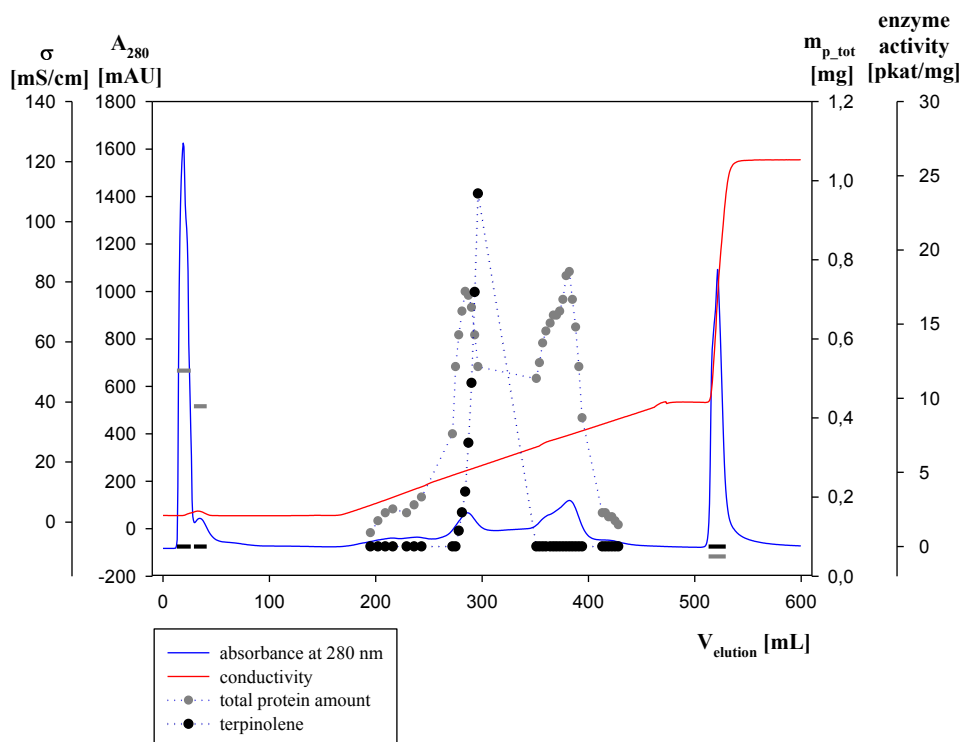 σ
[mS/cm]
A280
[mAU]
mp_tot
[mg]
enzyme
activity
[pkat/mg]
140
120
100
80
60
40
20
0
1800
1600
1400
1200
1000
800
600
400
200
0
-200
1,2
1,0
0,8
0,6
0,4
0,2
0,0
30
25
20
15
10
5
0
0 100 200 300 400 500 600
Velution [mL]
absorbance at 280 nm
conductivity
total protein amount
terpinolene